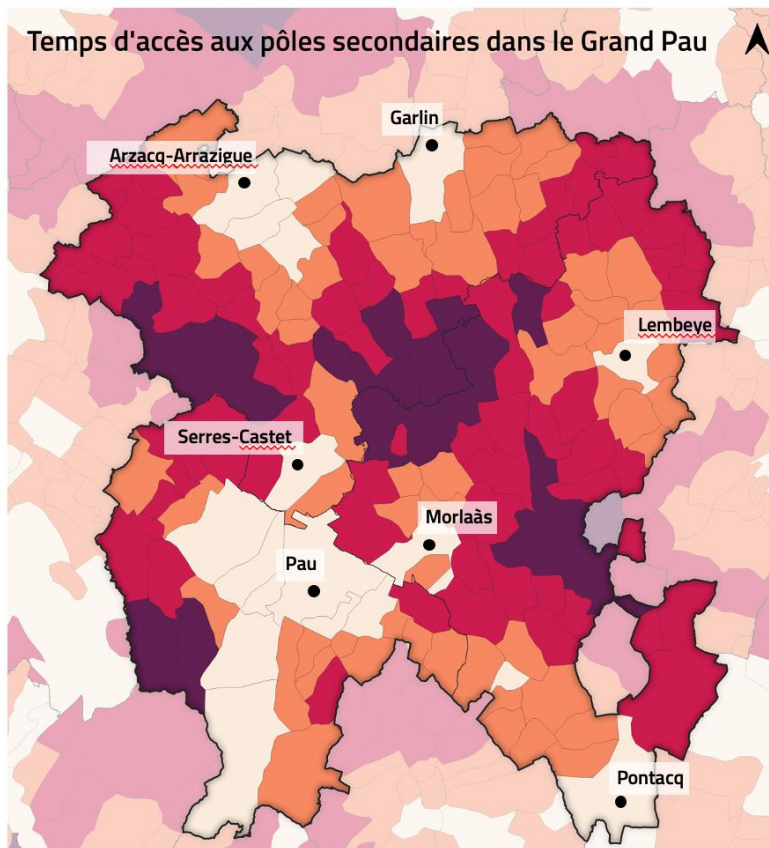 Temps d'accès aux pôles secondaires dans le Grand Pau
Garlin
Arzacq-Arrazigue
Lembeye
Serres-Castet
Morlaàs
Pau
Pontacq